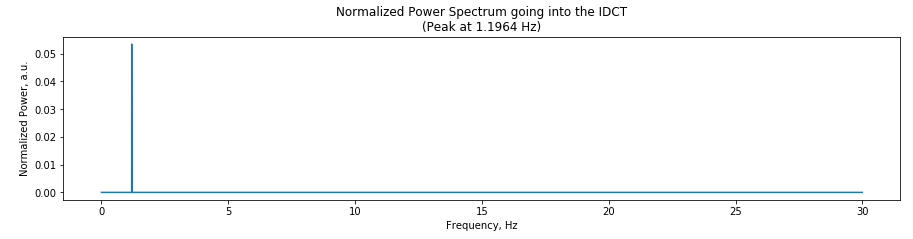 Normalized Power Spectrum going into the IDCT
(Peak at 1.1964 Hz)
Normalized Power, a.u.
0.05
0.04
0.03
0.02
0.01
0.00
0 5 10 15 20 25 30
Frequency, Hz